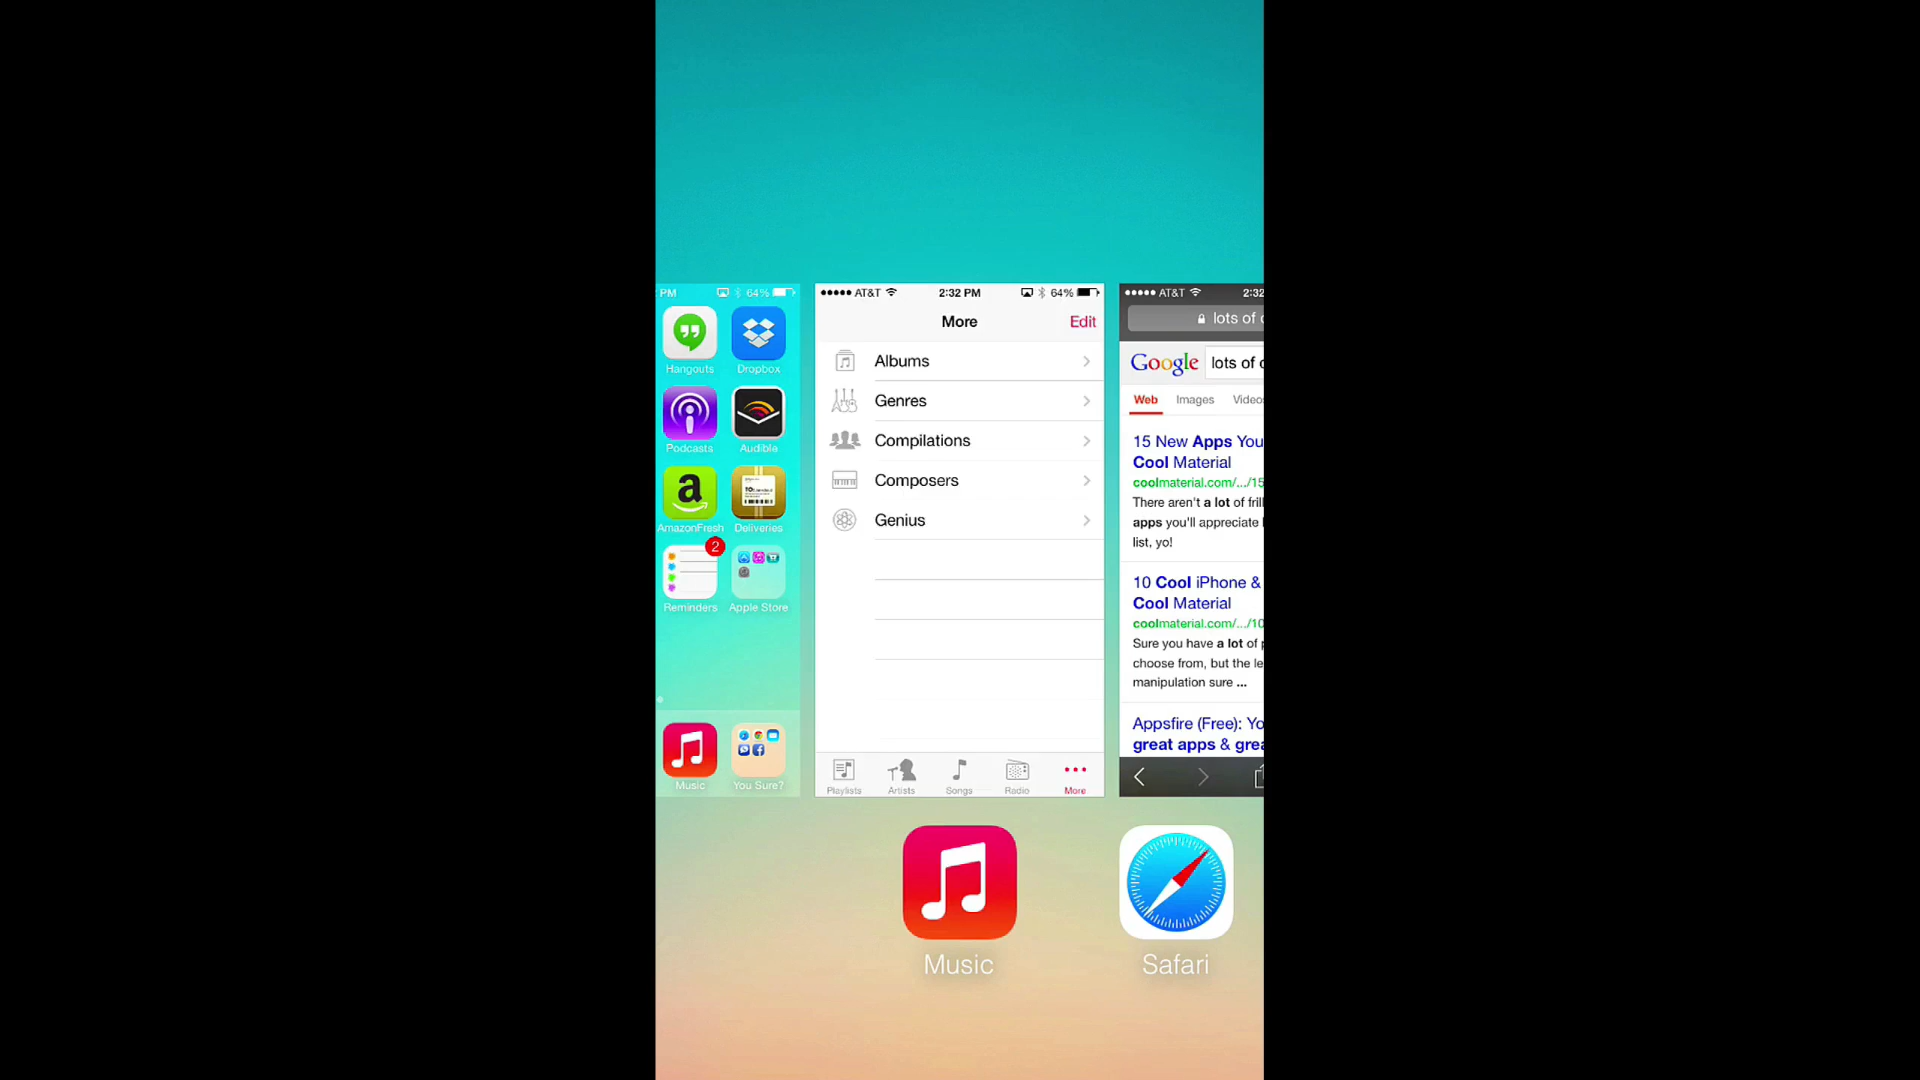 PM 64%
Hangouts Dropbox
Podcasts Audible
AmazonFresh Deliveries
2
Reminders Apple Store
Music You Sure?
AT&T 2:32 PM 64%
More Edit
Albums
Genres
Compilations
Composers
Genius
Playlists Artists Songs Radio More
AT&T 2:32
lots of c
Google lots of c
Web Images Videos
15 New Apps You
Cool Material
coolmaterial.com/.../15
There aren't a lot of fril
apps you'll appreciate
list, yo!
10 Cool iPhone &
Cool Material
coolmaterial.com/.../10
Sure you have a lot of p
choose from, but the le
manipulation sure ...
Appsfire (Free): Yo
great apps & grea
Music Safari